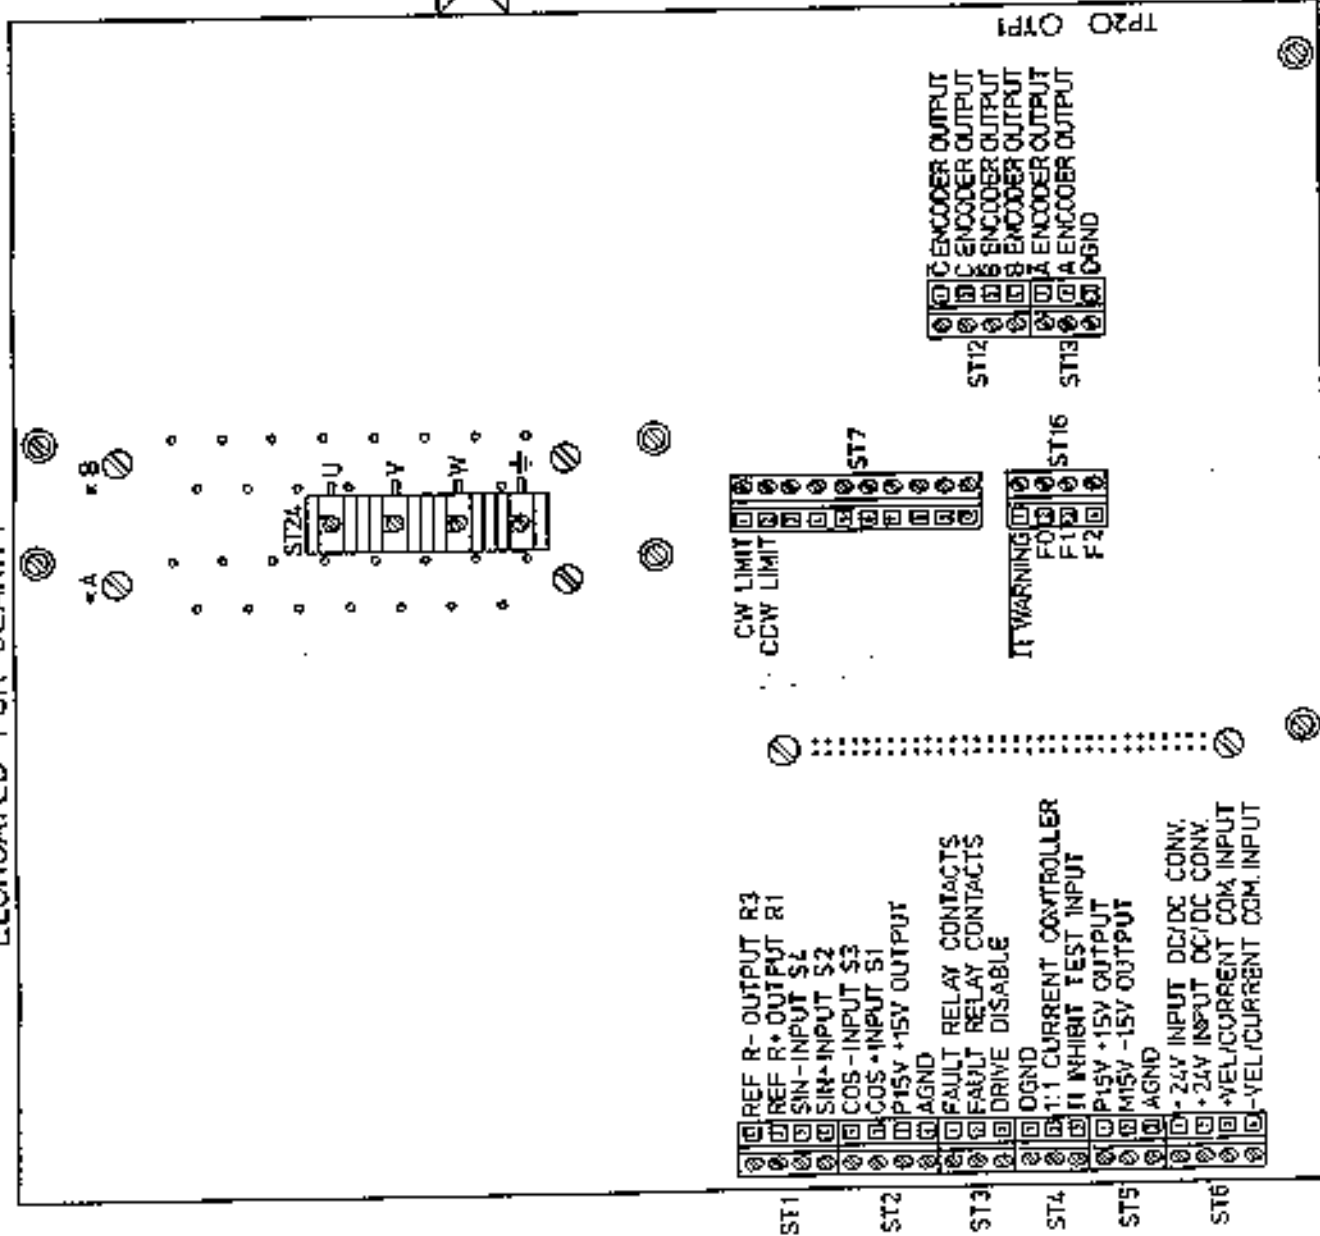 TP1
TP2
C ENCODER OUTPUT
C ENCODER OUTPUT
B ENCODER OUTPUT
B ENCODER OUTPUT
A ENCODER OUTPUT
A ENCODER OUTPUT
DGND
ST12
ST13
B
A
ST24
U
V
W
ST7
CW LIMIT
CCW LIMIT
ST16
WARNING
F0
F1
F2
REF R- OUTPUT R3
REF R+ OUTPUT R1
SIN-INPUT S4
SIN+INPUT S2
COS-INPUT S3
COS+INPUT S1
P15V +15V OUTPUT
AGND
FAULT RELAY CONTACTS
FAULT RELAY CONTACTS
DRIVE DISABLE
DGND
1:1 CURRENT CONTROLLER
INHIBIT TEST INPUT
P15V +15V OUTPUT
M15V -15V OUTPUT
AGND
24V INPUT DC/DC CONV.
+24V INPUT DC/DC CONV.
+VEL/CURRENT COM. INPUT
-VEL/CURRENT COM. INPUT
ST1
ST2
ST3
ST4
ST5
ST6